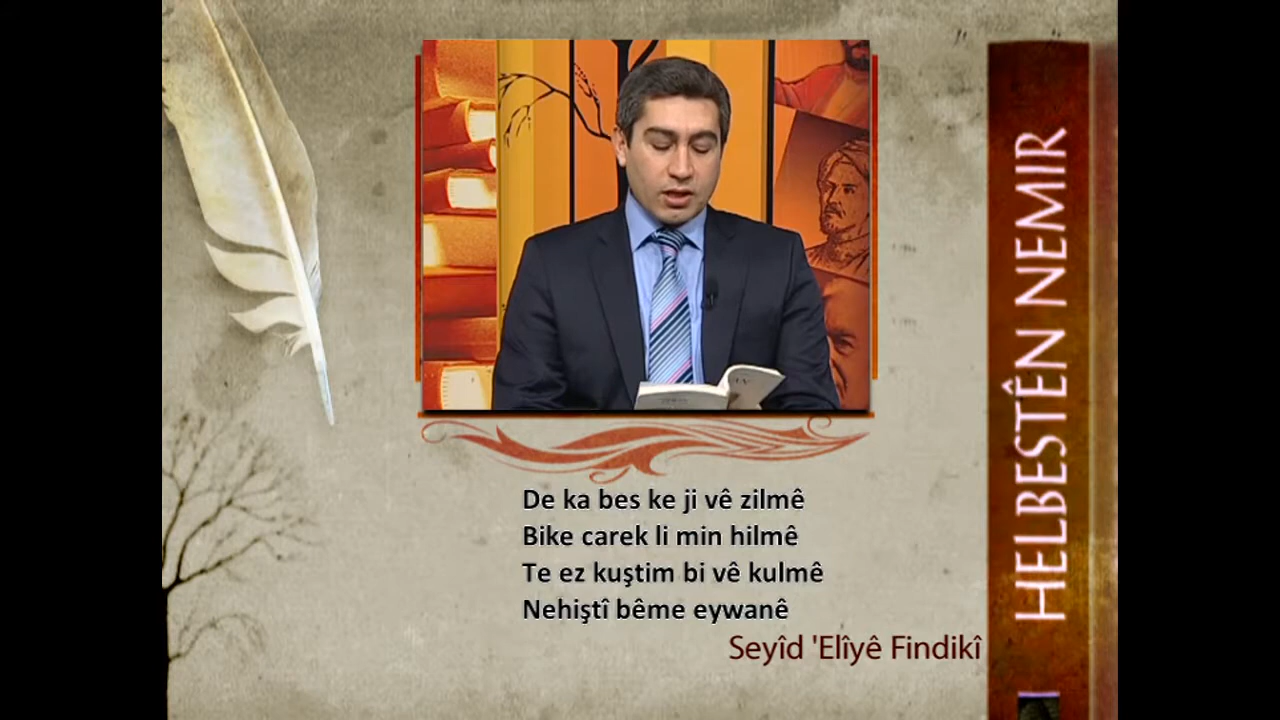 De ka bes ke ji vê zilmê
Bike carek li min hilmê
Te ez kuştim bi vê kulmê
Nehiştî bême eywanê
Seyîd 'Elîyê Findikî
HELBESTÊN NEMIR